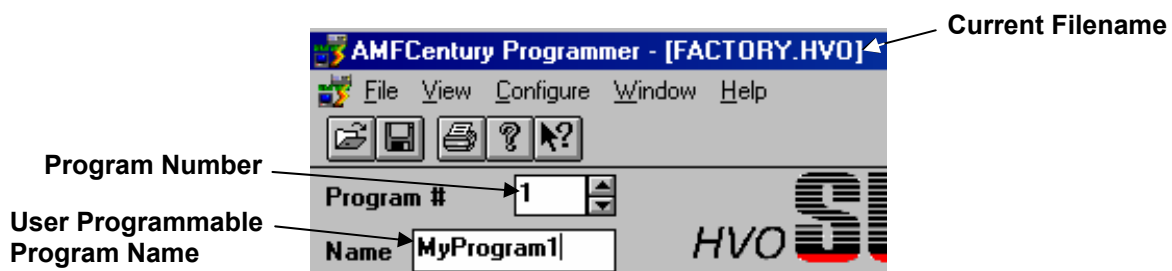 Current Filename
AMFCentury Programmer - [FACTORY.HVO]
File View Configure Window Help
Program Number
Program # 1
User Programmable
Program Name
Name MyProgram1
HVO